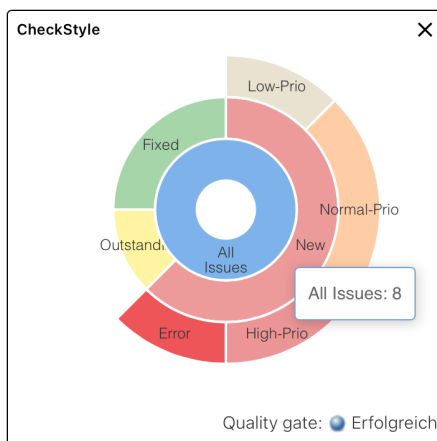 CheckStyle
Low-Prio
Fixed
Normal-Prio
Outstandi
New
All
Issues
All Issues: 8
Error
High-Prio
Quality gate: Erfolgreich